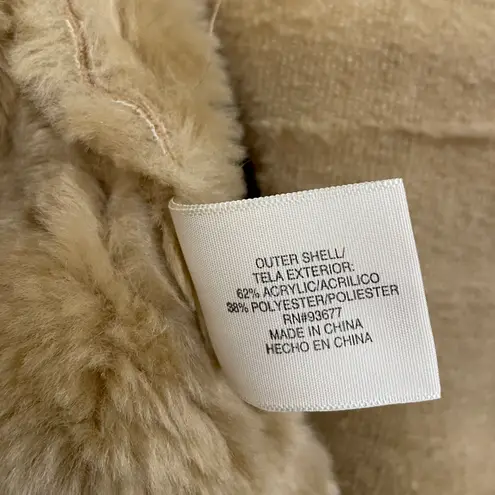 OUTER SHELL/
TELA EXTERIOR:
62% ACRYLIC/ACRILICO
38% POLYESTER/POLIESTER
RN#93677
MADE IN CHINA
HECHO EN CHINA